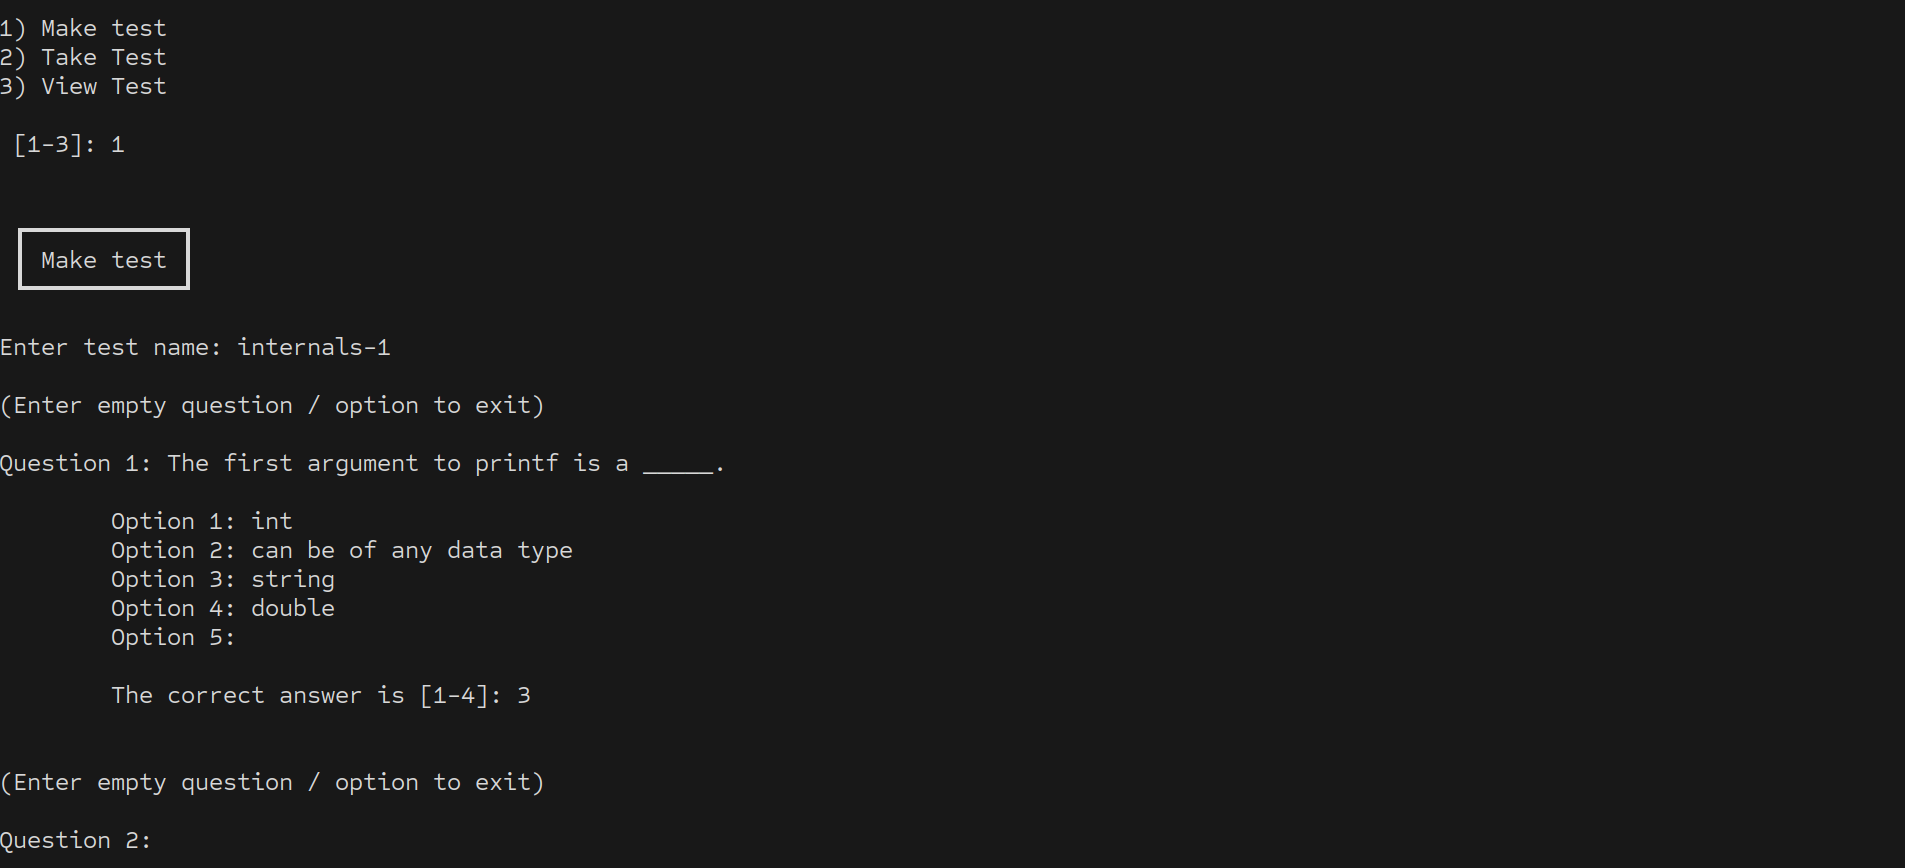 1) Make test
2) Take Test
3) View Test
[1-3]: 1
Make test
Enter test name: internals-1
(Enter empty question / option to exit)
Question 1: The first argument to printf is a _____.
Option 1: int
Option 2: can be of any data type
Option 3: string
Option 4: double
Option 5:
The correct answer is [1-4]: 3
(Enter empty question / option to exit)
Question 2: